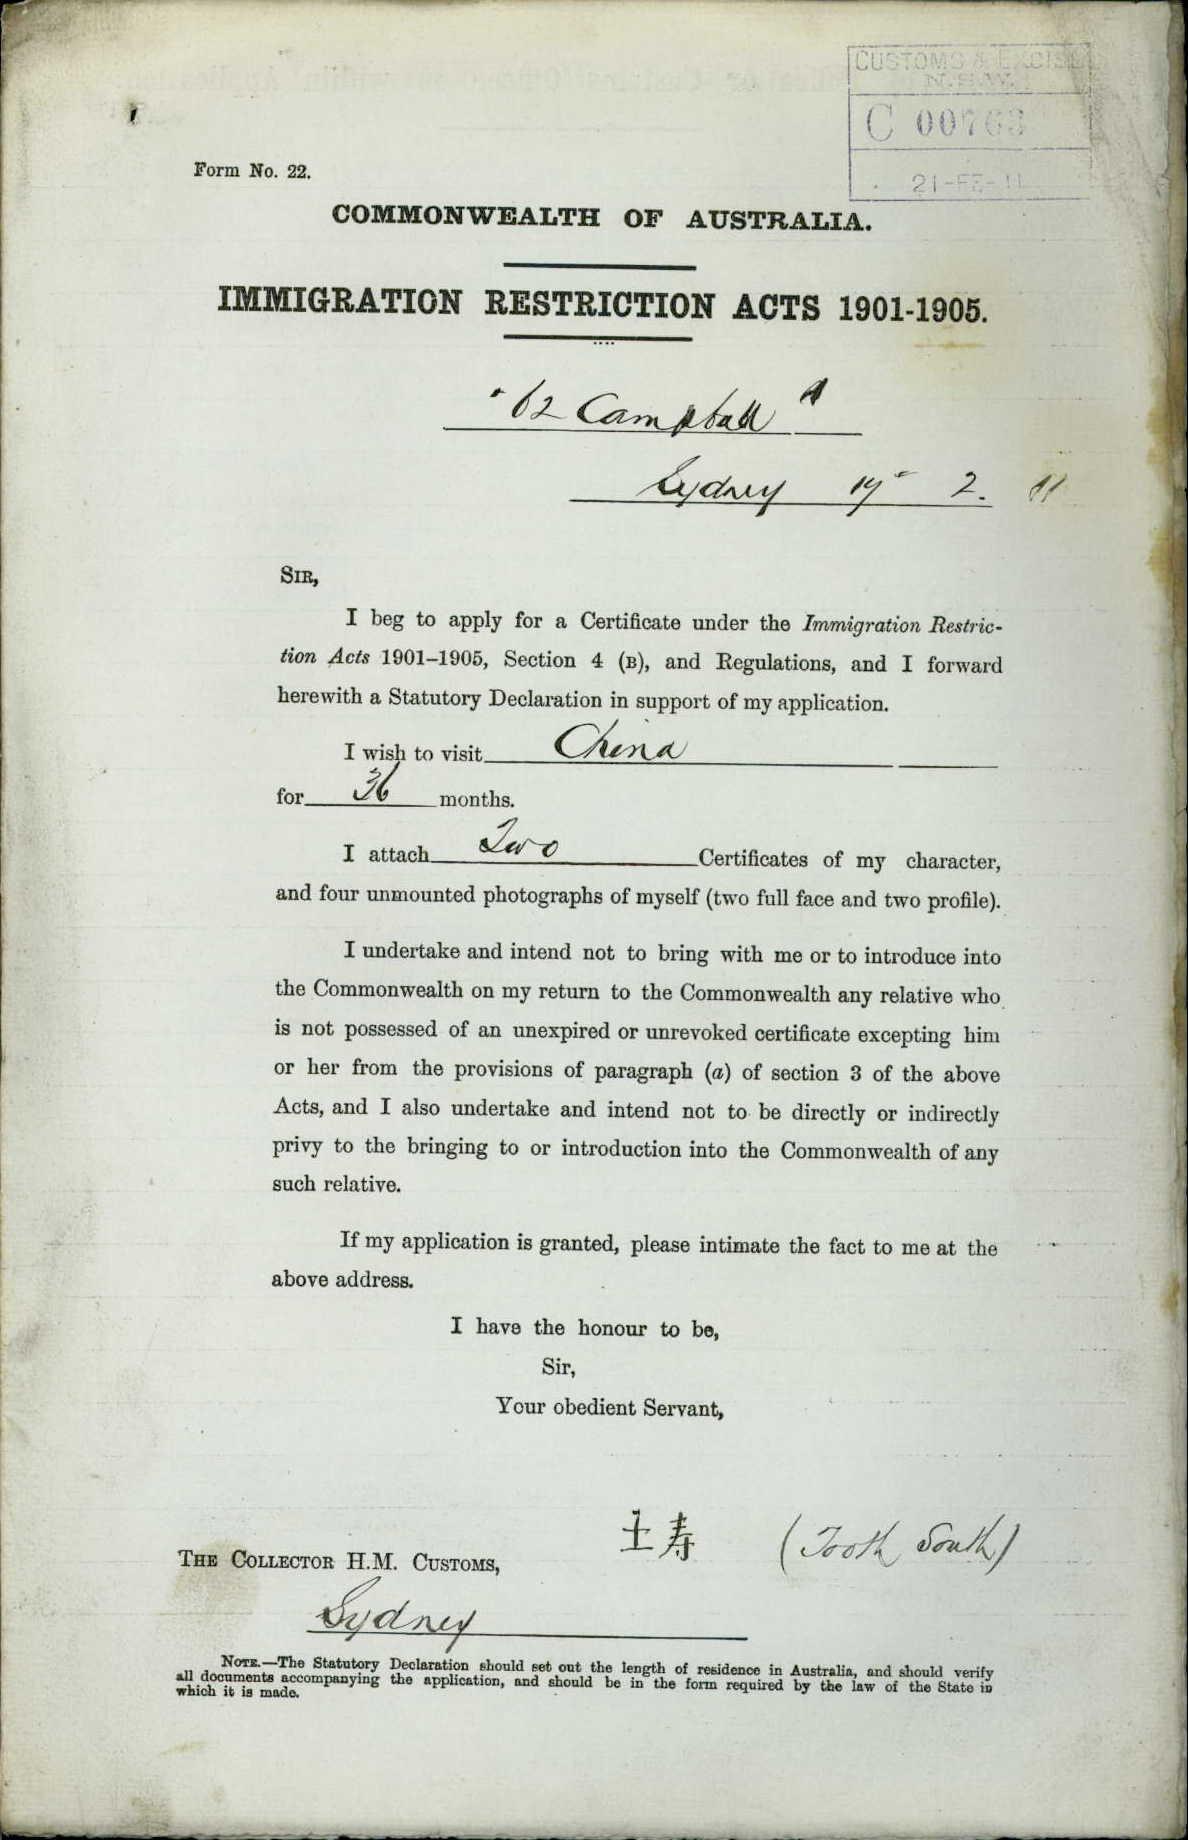 CUSTOMS & EXCISE
N.S.W.
C 00763
21-FE-11
Form No. 22.
COMMONWEALTH OF AUSTRALIA.
IMMIGRATION RESTRICTION ACTS 1901-1905.
"62 Campbell
Sydney 2. 11
SIR,
I beg to apply for a Certificate under the Immigration Restric-
tion Acts 1901–1905, Section 4 (B), and Regulations, and I forward
herewith a Statutory Declaration in support of my application.
I wish to visit China
for 36 months.
I attach Two Certificates of my character,
and four unmounted photographs of myself (two full face and two profile).
I undertake and intend not to bring with me or to introduce into
the Commonwealth on my return to the Commonwealth any relative who
is not possessed of an unexpired or unrevoked certificate excepting him
or her from the provisions of paragraph (a) of section 3 of the above
Acts, and I also undertake and intend not to be directly or indirectly
privy to the bringing to or introduction into the Commonwealth of any
such relative.
If my application is granted, please intimate the fact to me at the
above address.
I have the honour to be,
Sir,
Your obedient Servant,
土寿 (Tooth South)
THE COLLECTOR H.M. CUSTOMS,
Sydney
NOTE.—The Statutory Declaration should set out the length of residence in Australia, and should verify
all documents accompanying the application, and should be in the form required by the law of the State in
which it is made.